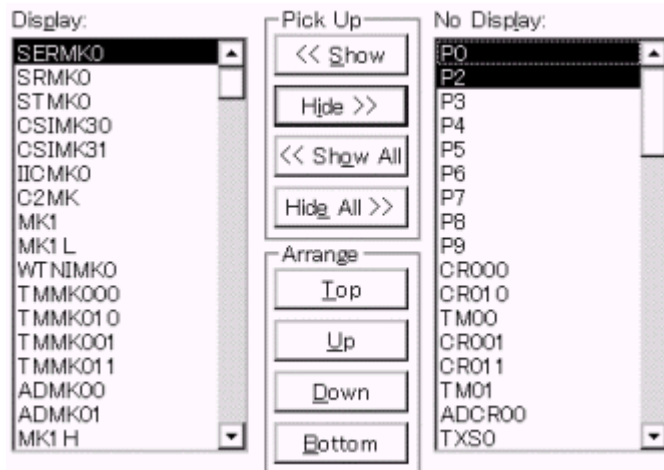 Display:
SERMK0
SRMK0
STMK0
CSIMK30
CSIMK31
IICMK0
C2MK
MK1
MK1L
WTNIMK0
TMMK000
TMMK010
TMMK001
TMMK011
ADMK00
ADMK01
MK1H
Pick Up
<< Show
Hide >>
<< Show All
Hide All >>
Arrange
Top
Up
Down
Bottom
No Display:
P0
P2
P3
P4
P5
P6
P7
P8
P9
CR000
CR010
TM00
CR001
CR011
TM01
ADCR00
TXS0